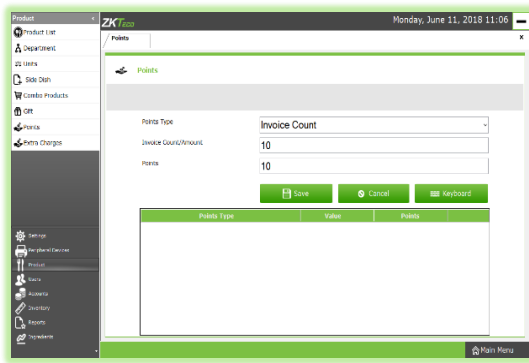 Product
Product List
Department
Units
Side Dish
Combo Products
Gift
Points
Extra Charges
Settings
Peripheral Devices
Product
Users
Accounts
Inventory
Reports
Ingredients
ZKTeco
Monday, June 11, 2018 11:06
Points
x
Points
Points Type
Invoice Count
Invoice Count/Amount
10
Points
10
Save
Cancel
Keyboard
Points Type Value Points
Main Menu